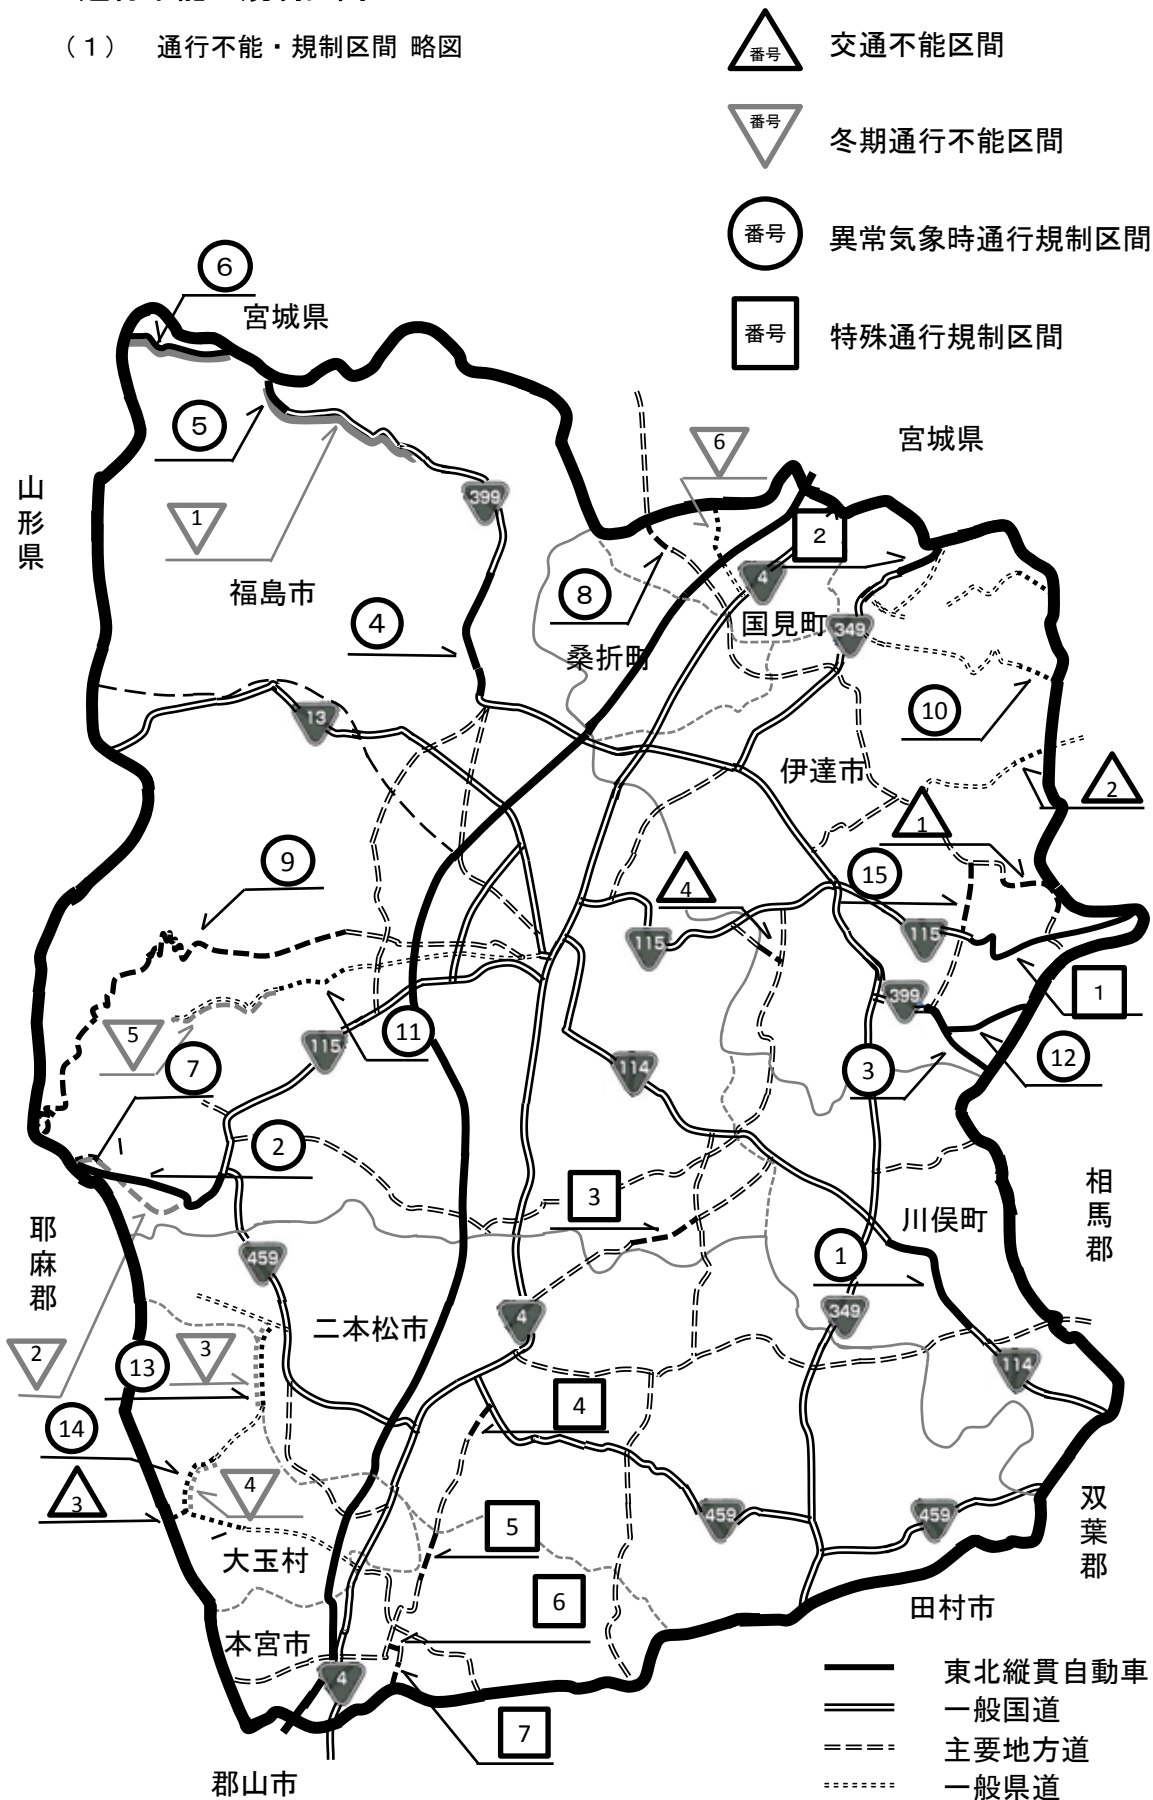 （１）　通行不能・規制区間 略図
番号
交通不能区間
番号
冬期通行不能区間
番号
異常気象時通行規制区間
番号
特殊通行規制区間
6
宮城県
5
6
宮城県
山形県
399
1
2
福島市
8
4
4
国見町
349
桑折町
13
10
伊達市
2
1
9
15
4
115
115
1
399
5
11
115
7
12
3
114
2
3
相馬郡
川俣町
耶麻郡
1
459
二本松市
4
349
2
13
3
114
4
14
3
4
459
459
双葉郡
5
大玉村
6
田村市
本宮市
4
7
東北縦貫自動車
一般国道
主要地方道
一般県道
郡山市